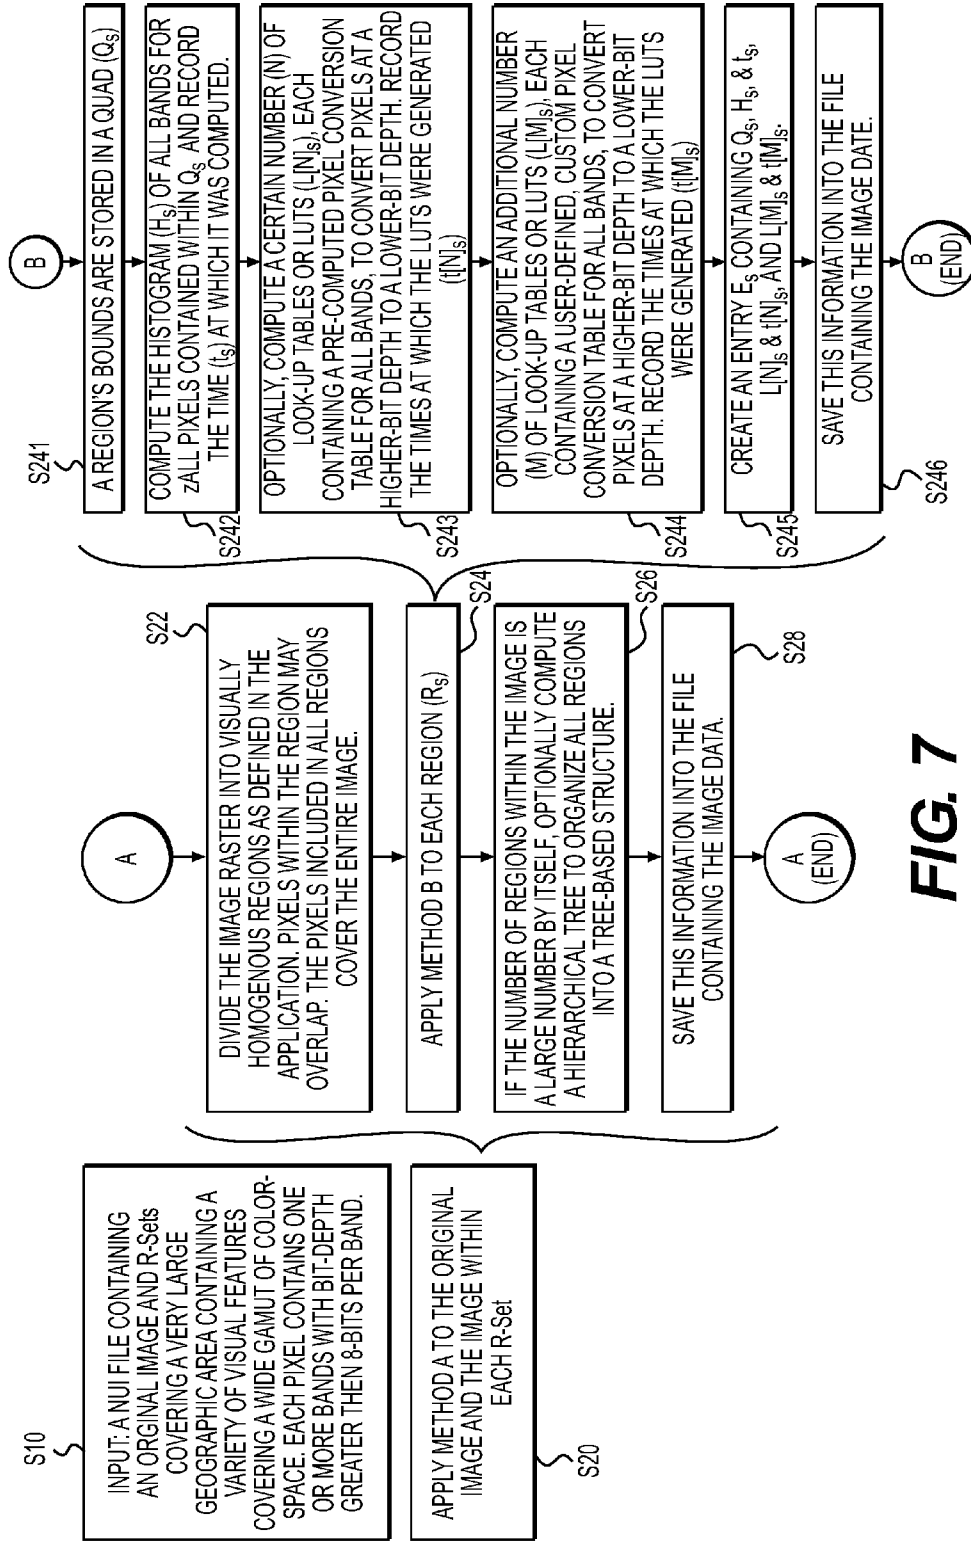 S10
INPUT: A NUI FILE CONTAINING
AN ORGINAL IMAGE AND R-Sets
COVERING A VERY LARGE
GEOGRAPHIC AREA CONTAINING A
VARIETY OF VISUAL FEATURES
COVERING A WIDE GAMUT OF COLOR-
SPACE. EACH PIXEL CONTAINS ONE
OR MORE BANDS WITH BIT-DEPTH
GREATER THEN 8-BITS PER BAND.
APPLY METHOD A TO THE ORIGINAL
IMAGE AND THE IMAGE WITHIN
EACH R-Set
S20
A
S22
DIVIDE THE IMAGE RASTER INTO VISUALLY
HOMOGENOUS REGIONS AS DEFINED IN THE
APPLICATION. PIXELS WITHIN THE REGION MAY
OVERLAP. THE PIXELS INCLUDED IN ALL REGIONS
COVER THE ENTIRE IMAGE.
APPLY METHOD B TO EACH REGION (RS)
S24
IF THE NUMBER OF REGIONS WITHIN THE IMAGE IS
A LARGE NUMBER BY ITSELF, OPTIONALLY COMPUTE
A HIERARCHICAL TREE TO ORGANIZE ALL REGIONS
INTO A TREE-BASED STRUCTURE.
S26
SAVE THIS INFORMATION INTO THE FILE
CONTAINING THE IMAGE DATA.
S28
A
(END)
B
S241
A REGION'S BOUNDS ARE STORED IN A QUAD (QS)
COMPUTE THE HISTOGRAM (HS) OF ALL BANDS FOR
zALL PIXELS CONTAINED WITHIN QS AND RECORD
THE TIME (tS) AT WHICH IT WAS COMPUTED.
S242
OPTIONALLY, COMPUTE A CERTAIN NUMBER (N) OF
LOOK-UP TABLES OR LUTS (L[N]S), EACH
CONTAINING A PRE-COMPUTED PIXEL CONVERSION
TABLE FOR ALL BANDS, TO CONVERT PIXELS AT A
HIGHER-BIT DEPTH TO A LOWER-BIT DEPTH. RECORD
THE TIMES AT WHICH THE LUTS WERE GENERATED
(t[N]S)
S243
OPTIONALLY, COMPUTE AN ADDITIONAL NUMBER
(M) OF LOOK-UP TABLES OR LUTS (L[M]S), EACH
CONTAINING A USER-DEFINED, CUSTOM PIXEL
CONVERSION TABLE FOR ALL BANDS, TO CONVERT
PIXELS AT A HIGHER-BIT DEPTH TO A LOWER-BIT
DEPTH. RECORD THE TIMES AT WHICH THE LUTS
WERE GENERATED (t[M]S)
S244
CREATE AN ENTRY ES CONTAINING QS, HS, & tS,
L[N]S & t[N]S, AND L[M]S & t[M]S.
S245
SAVE THIS INFORMATION INTO THE FILE
CONTAINING THE IMAGE DATE.
S246
B
(END)
FIG. 7